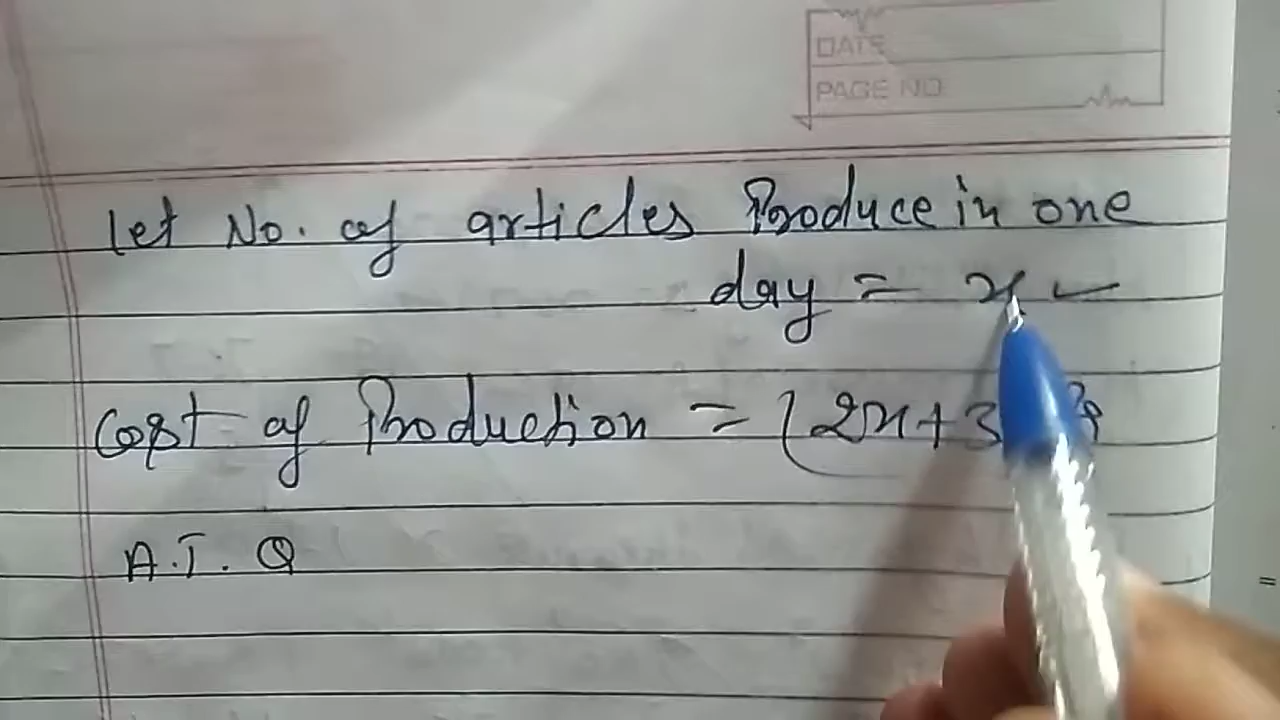 DATE
PAGE NO
Let No. of articles Produce in one
day = x
Cost of Production = (2x+3
A.T.Q